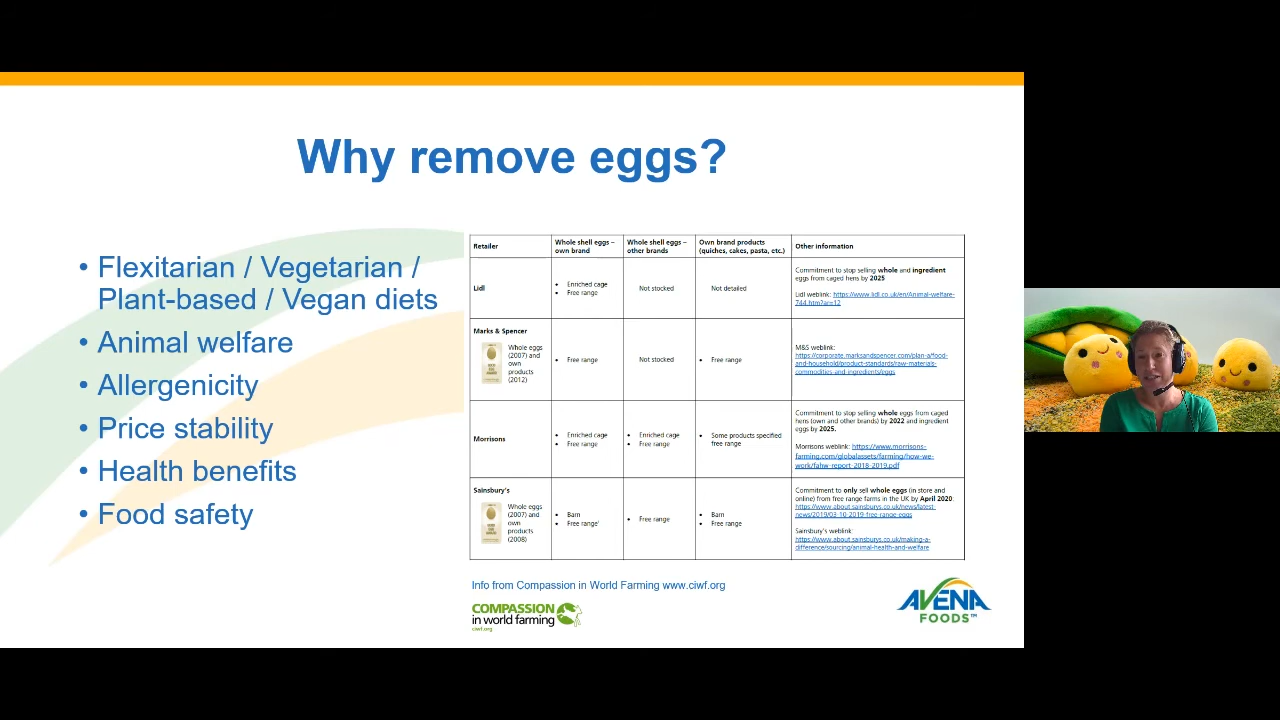 Why remove eggs?
• Flexitarian / Vegetarian /
Plant-based / Vegan diets
• Animal welfare
• Allergenicity
• Price stability
• Health benefits
• Food safety
Retailer
Whole shell eggs –
own brand
Whole shell eggs –
other brands
Own brand products
(quiches, cakes, pasta, etc.)
Other information
Lidl
• Enriched cage
• Free range
Not stocked
Not detailed
Commitment to stop selling whole and ingredient
eggs from caged hens by 2025
Lidl weblink: https://www.lidl.co.uk/en/Animal-welfare-
744.htm?ar=12
Marks & Spencer
Whole eggs
(2007) and
own
products
(2012)
• Free range
Not stocked
• Free range
M&S weblink:
https://corporate.marksandspencer.com/plan-a/food-
and-household/product-standards/raw-materials-
commodities-and-ingredients/eggs
Morrisons
• Enriched cage
• Free range
• Enriched cage
• Free range
• Some products specified
free range
Commitment to stop selling whole eggs from caged
hens (own and other brands) by 2022 and ingredient
eggs by 2025.
Morrisons weblink: https://www.morrisons-
farming.com/globalassets/farming/how-we-
work/fahw-report-2018-2019.pdf
Sainsbury's
Whole eggs
(2007) and
own
products
(2008)
• Barn
• Free range¹
• Free range
• Barn
• Free range
Commitment to only sell whole eggs (in store and
online) from free range farms in the UK by April 2020:
https://www.about.sainsburys.co.uk/news/latest-
news/2019/03-10-2019-free-range-eggs
Sainsbury's weblink:
https://www.about.sainsburys.co.uk/making-a-
difference/sourcing/animal-health-and-welfare
Info from Compassion in World Farming www.ciwf.org
COMPASSION
in world farming
ciwf.org
AVENA
FOODS™